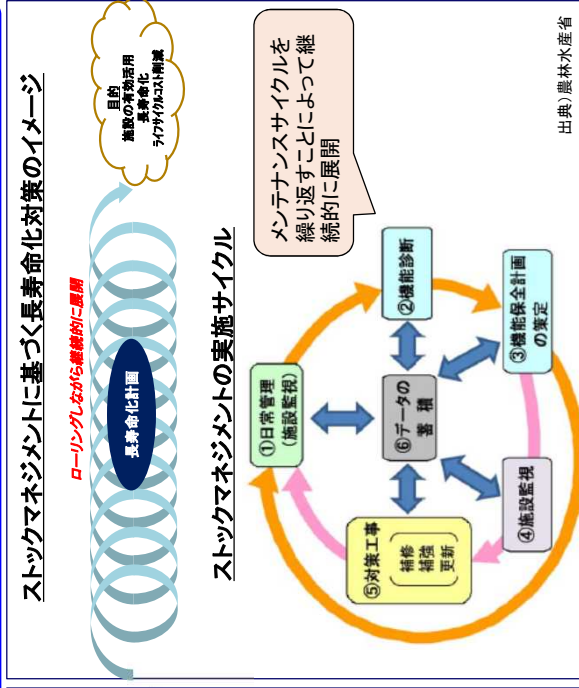 ストックマネジメントに基づく長寿命化対策のイメージ
ローリングしながら継続的に展開
長寿命化計画
目的
施設の有効活用
長寿命化
ライフサイクルコスト削減
ストックマネジメントの実施サイクル
メンテナンスサイクルを
繰り返すことによって継
続的に展開
①日常管理
(施設監視)
②機能診断
③機能保全計画
の策定
④施設監視
⑤対策工事
補修
補強
更新
⑥データの
蓄積
出典)農林水産省